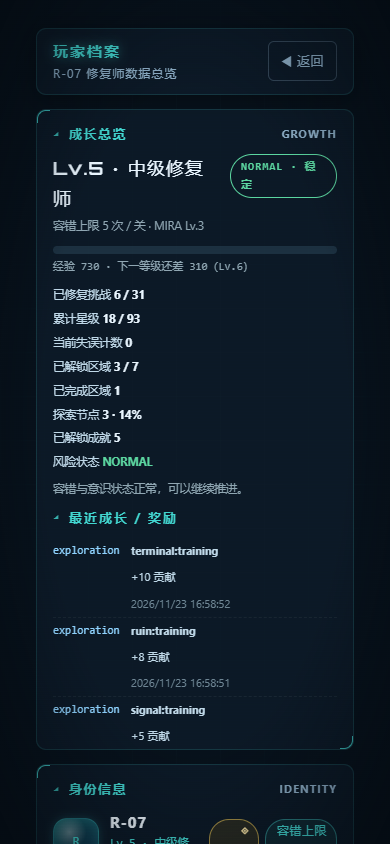 玩家档案
R-07 修复师数据总览
◀ 返回
成长总览
GROWTH
Lv.5 · 中级修复
师
NORMAL · 稳
定
容错上限 5 次 / 关 · MIRA Lv.3
经验 730 · 下一等级还差 310 (Lv.6)
已修复挑战 6 / 31
累计星级 18 / 93
当前失误计数 0
已解锁区域 3 / 7
已完成区域 1
探索节点 3 · 14%
已解锁成就 5
风险状态 NORMAL
容错与意识状态正常，可以继续推进。
最近成长 / 奖励
exploration terminal:training
+10 贡献
2026/11/23 16:58:52
exploration ruin:training
+8 贡献
2026/11/23 16:58:51
exploration signal:training
+5 贡献
身份信息
IDENTITY
R
R-07
Lv.5 · 中级修
◈
容错上限